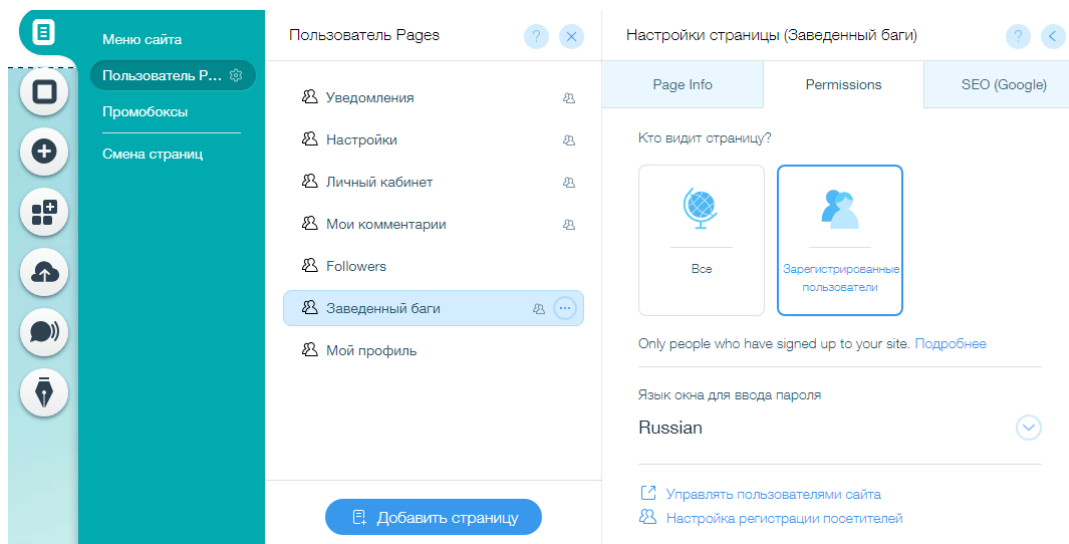 Меню сайта
Пользователь P...
Промобоксы
Смена страниц
Пользователь Pages
?
Уведомления
Настройки
Личный кабинет
Мои комментарии
Followers
Заведенный баги
Мой профиль
Добавить страницу
Настройки страницы (Заведенный баги)
?
Page Info
Permissions
SEO (Google)
Кто видит страницу?
Все
Зарегистрированные
пользователи
Only people who have signed up to your site. Подробнее
Язык окна для ввода пароля
Russian
Управлять пользователями сайта
Настройка регистрации посетителей